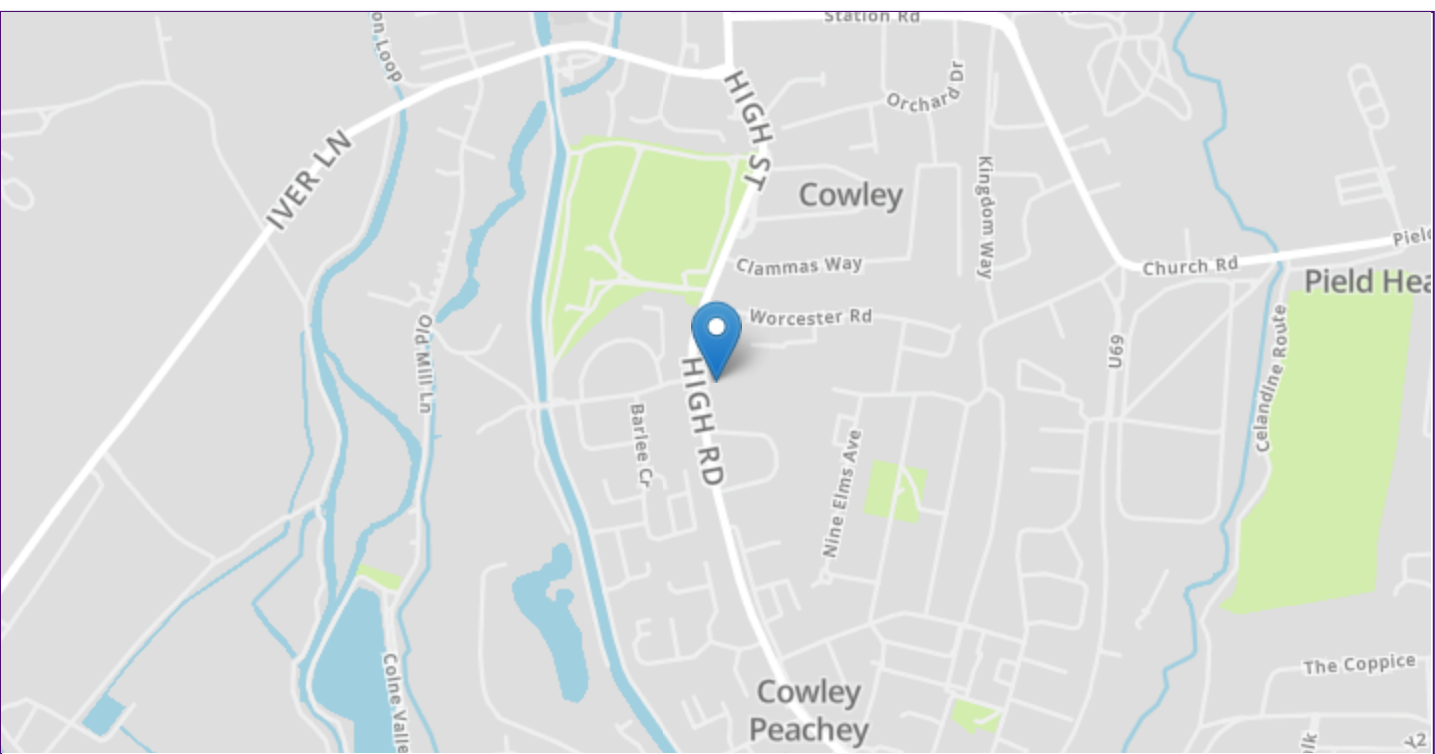 Station Rd
on Loop
HIGH ST
Orchard Dr
IVER LN
Cowley
Kingdom Way
Clammas Way
Church Rd
Pield
Pield Hea
Worcester Rd
Old Mill Ln
U69
Celandine Route
HIGH RD
Barlee Cr
Nine Elms Ave
Colne Valle
The Coppice
Cowley
Peachey